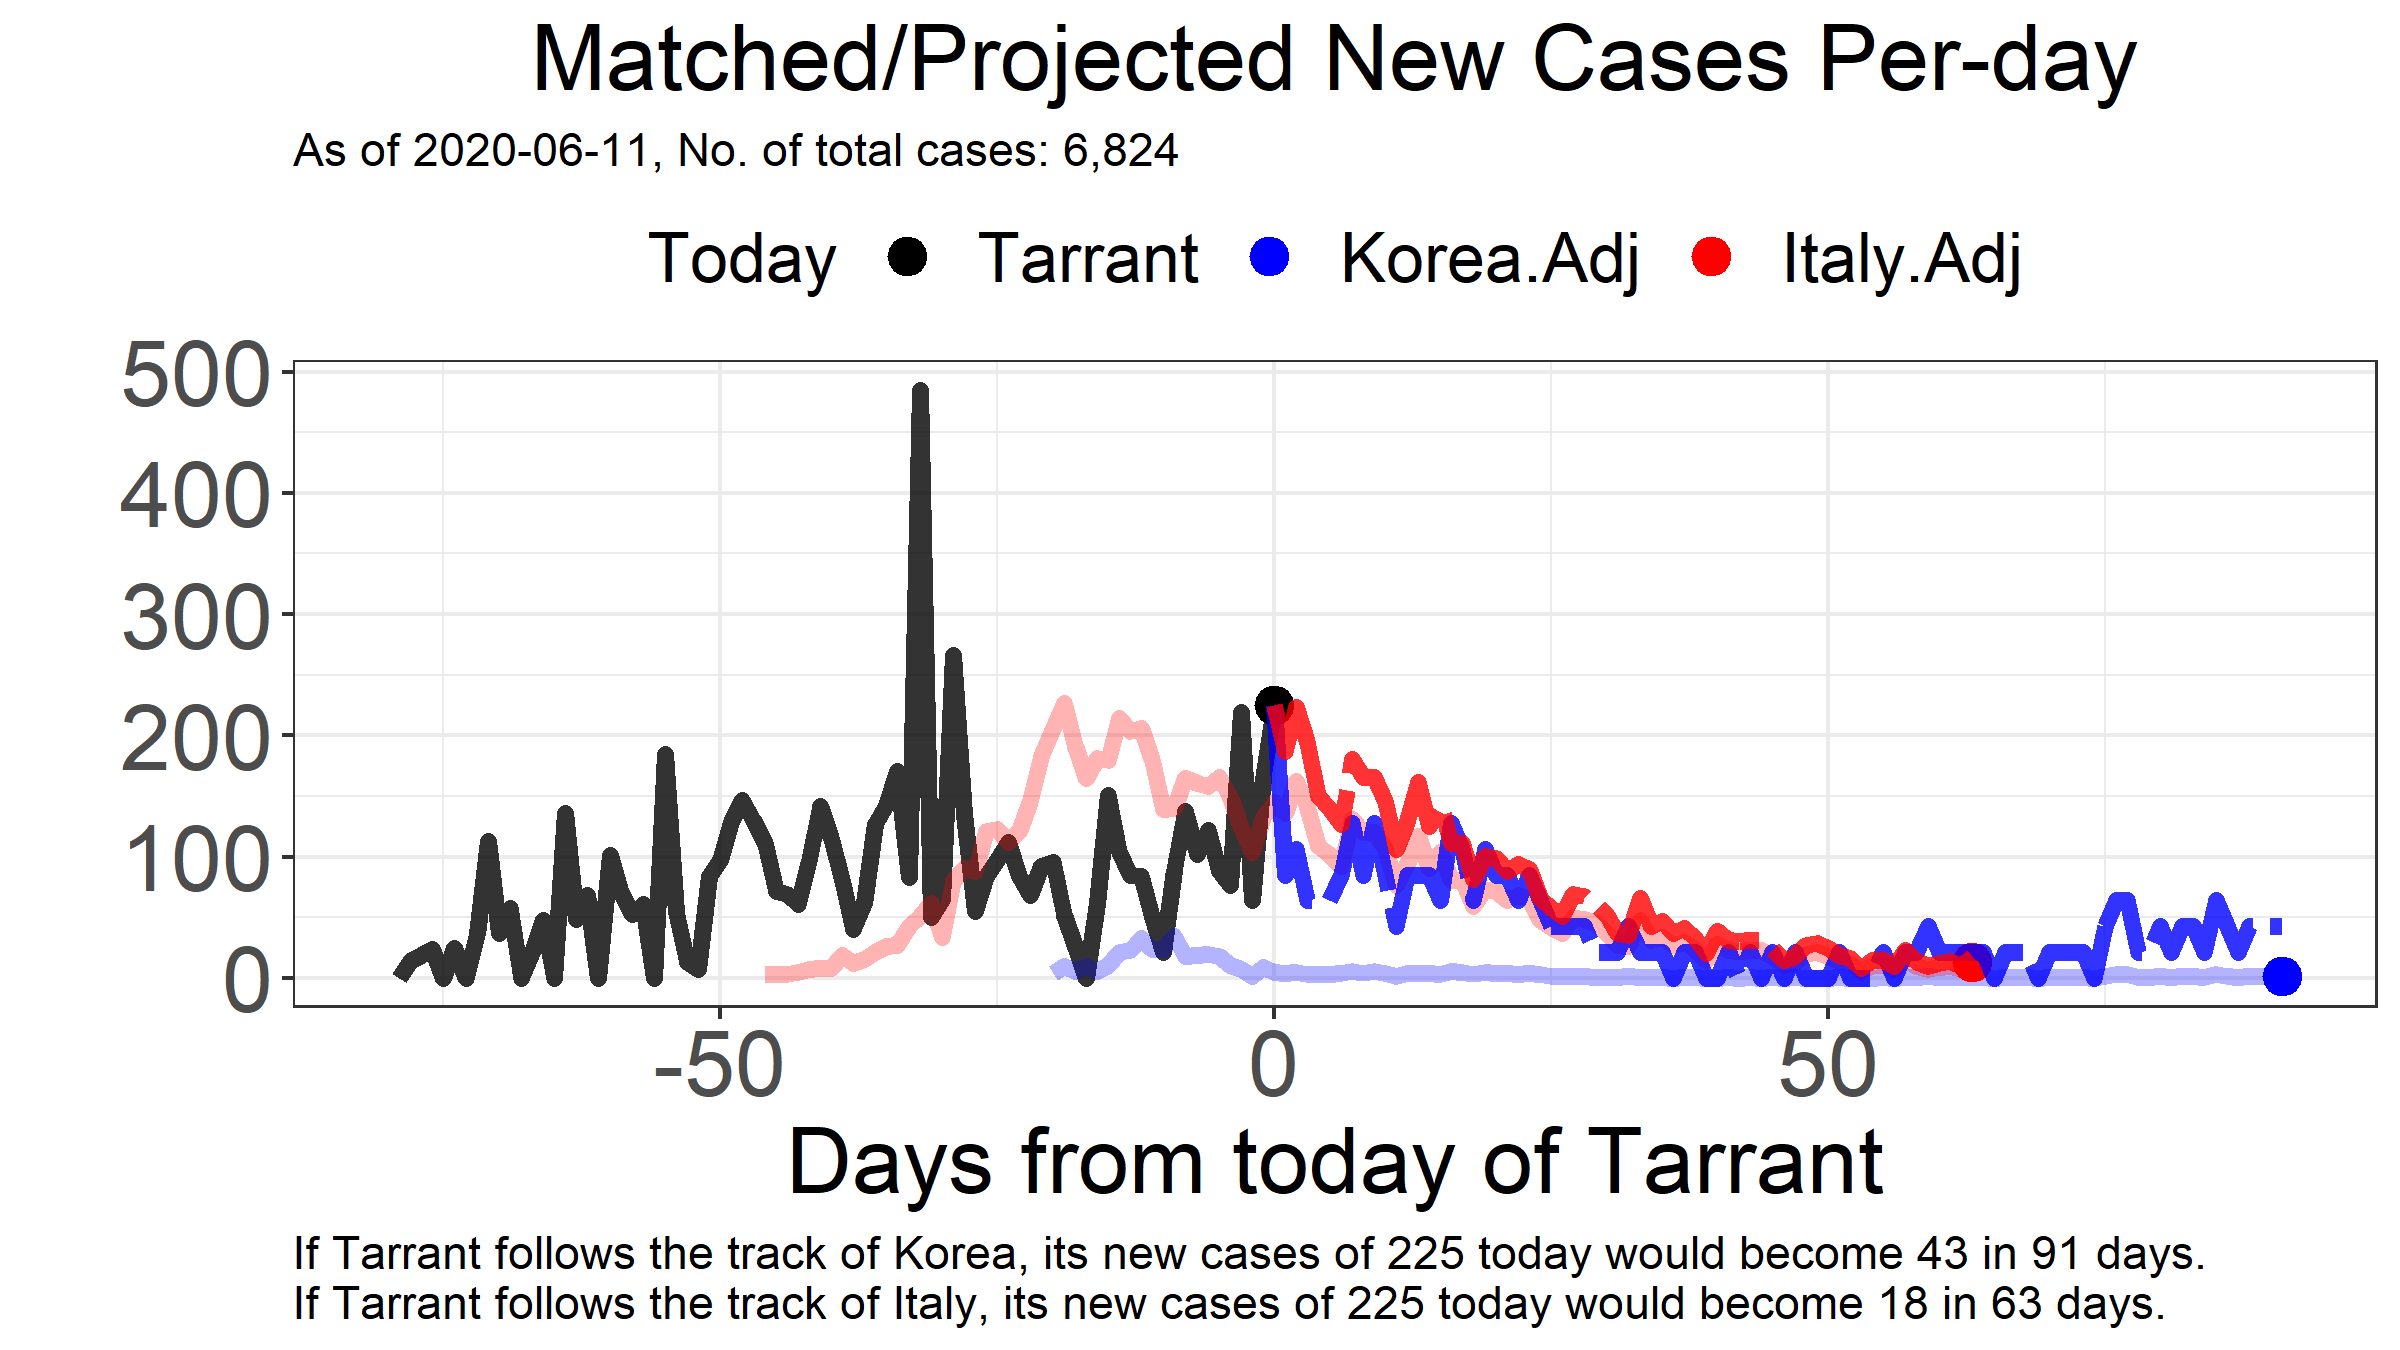 Matched/Projected New Cases Per-day
As of 2020-06-11, No. of total cases: 6,824
Today Tarrant Korea.Adj Italy.Adj
500
400
300
200
100
0
-50 0 50
Days from today of Tarrant
If Tarrant follows the track of Korea, its new cases of 225 today would become 43 in 91 days.
If Tarrant follows the track of Italy, its new cases of 225 today would become 18 in 63 days.